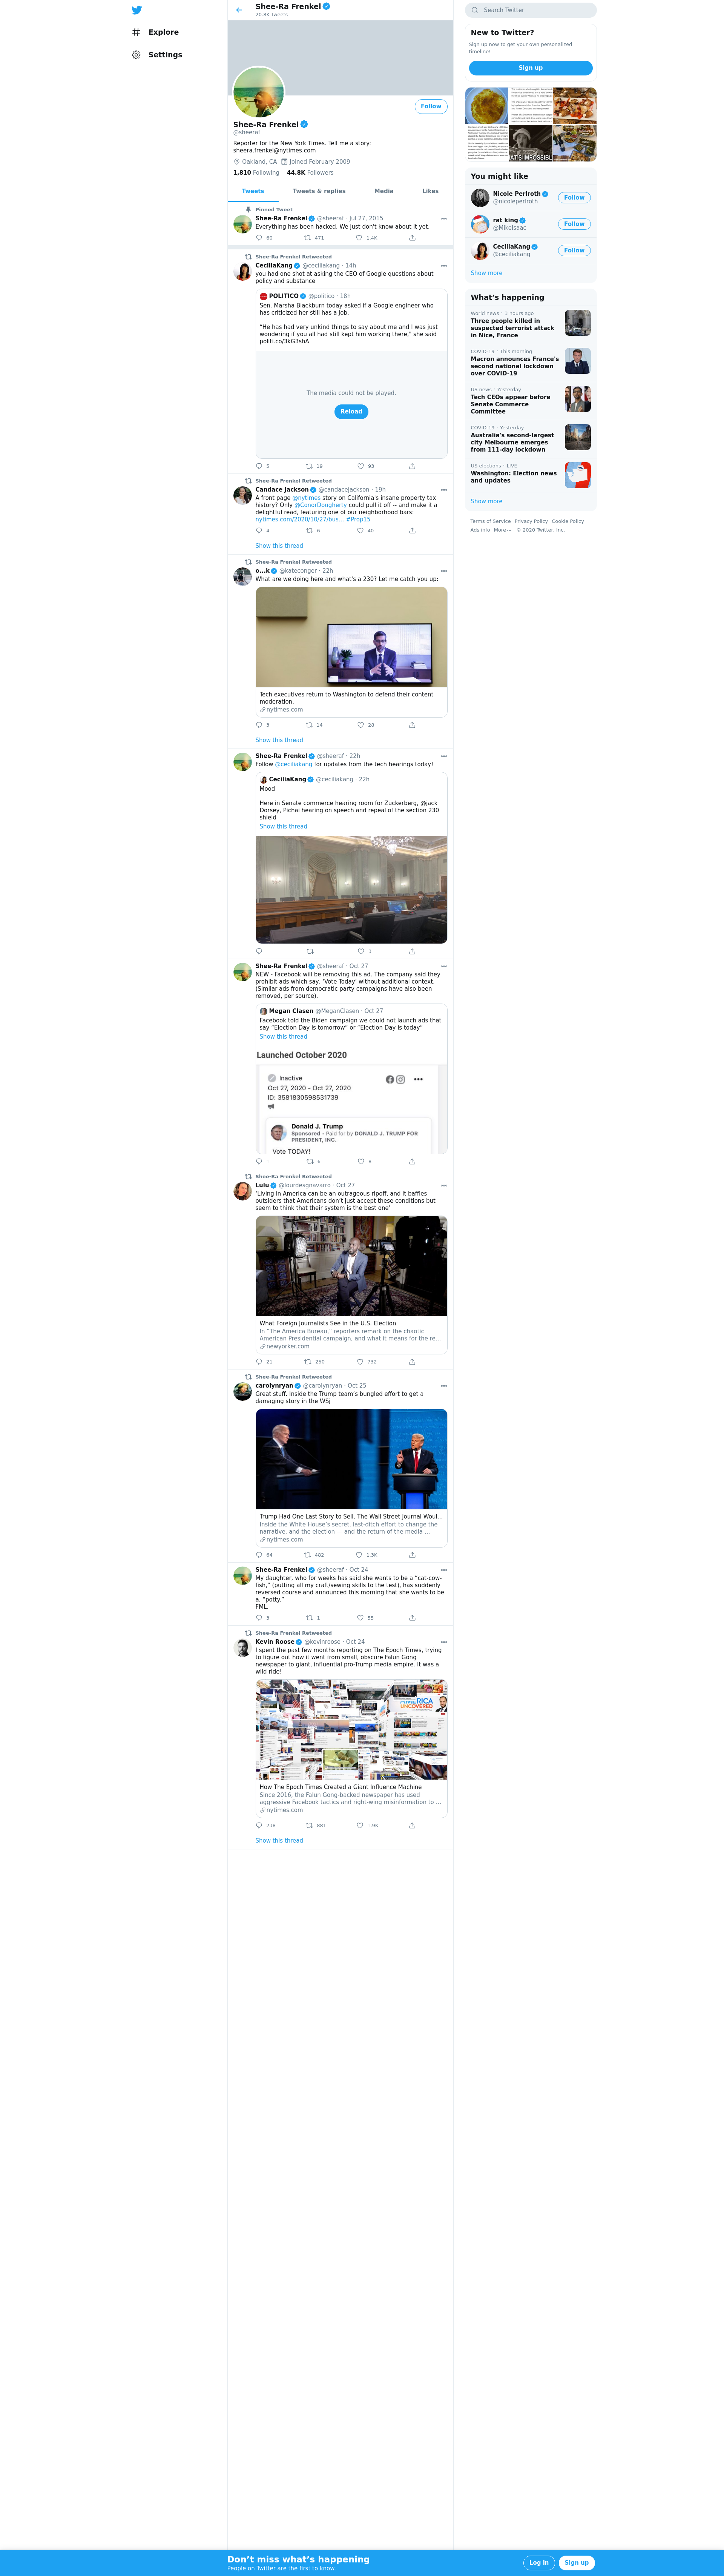 Explore
Settings
Shee-Ra Frenkel
20.8K Tweets
Follow
Shee-Ra Frenkel
@sheeraf
Reporter for the New York Times. Tell me a story:
sheera.frenkel@nytimes.com
Oakland, CA Joined February 2009
1,810 Following 44.8K Followers
Tweets Tweets & replies Media Likes
Pinned Tweet
Shee-Ra Frenkel @sheeraf · Jul 27, 2015
Everything has been hacked. We just don't know about it yet.
60 471 1.4K
Shee-Ra Frenkel Retweeted
CeciliaKang @ceciliakang · 14h
you had one shot at asking the CEO of Google questions about
policy and substance
POLITICO @politico · 18h
Sen. Marsha Blackburn today asked if a Google engineer who
has criticized her still has a job.
"He has had very unkind things to say about me and I was just
wondering if you all had still kept him working there," she said
politi.co/3kG3shA
The media could not be played.
Reload
5 19 93
Shee-Ra Frenkel Retweeted
Candace Jackson @candacejackson · 19h
A front page @nytimes story on California's insane property tax
history? Only @ConorDougherty could pull it off -- and make it a
delightful read, featuring one of our neighborhood bars:
nytimes.com/2020/10/27/bus… #Prop15
4 6 40
Show this thread
Shee-Ra Frenkel Retweeted
o...k @kateconger · 22h
What are we doing here and what's a 230? Let me catch you up:
Tech executives return to Washington to defend their content
moderation.
nytimes.com
3 14 28
Show this thread
Shee-Ra Frenkel @sheeraf · 22h
Follow @ceciliakang for updates from the tech hearings today!
CeciliaKang @ceciliakang · 22h
Mood
Here in Senate commerce hearing room for Zuckerberg, @jack
Dorsey, Pichai hearing on speech and repeal of the section 230
shield
Show this thread
3
Shee-Ra Frenkel @sheeraf · Oct 27
NEW - Facebook will be removing this ad. The company said they
prohibit ads which say, 'Vote Today' without additional context.
(Similar ads from democratic party campaigns have also been
removed, per source).
Megan Clasen @MeganClasen · Oct 27
Facebook told the Biden campaign we could not launch ads that
say "Election Day is tomorrow" or "Election Day is today"
Show this thread
Launched October 2020
Inactive
Oct 27, 2020 - Oct 27, 2020
ID: 3581830598531739
Donald J. Trump
Sponsored · Paid for by DONALD J. TRUMP FOR
PRESIDENT, INC.
Vote TODAY!
1 6 8
Shee-Ra Frenkel Retweeted
Lulu @lourdesgnavarro · Oct 27
'Living in America can be an outrageous ripoff, and it baffles
outsiders that Americans don't just accept these conditions but
seem to think that their system is the best one'
What Foreign Journalists See in the U.S. Election
In "The America Bureau," reporters remark on the chaotic
American Presidential campaign, and what it means for the re…
newyorker.com
21 250 732
Shee-Ra Frenkel Retweeted
carolynryan @carolynryan · Oct 25
Great stuff. Inside the Trump team's bungled effort to get a
damaging story in the WSJ
Trump Had One Last Story to Sell. The Wall Street Journal Woul…
Inside the White House's secret, last-ditch effort to change the
narrative, and the election — and the return of the media …
nytimes.com
64 482 1.3K
Shee-Ra Frenkel @sheeraf · Oct 24
My daughter, who for weeks has said she wants to be a "cat-cow-
fish," (putting all my craft/sewing skills to the test), has suddenly
reversed course and announced this morning that she wants to be
a, "potty."
FML.
3 1 55
Shee-Ra Frenkel Retweeted
Kevin Roose @kevinroose · Oct 24
I spent the past few months reporting on The Epoch Times, trying
to figure out how it went from small, obscure Falun Gong
newspaper to giant, influential pro-Trump media empire. It was a
wild ride!
UNCOVERED
How The Epoch Times Created a Giant Influence Machine
Since 2016, the Falun Gong-backed newspaper has used
aggressive Facebook tactics and right-wing misinformation to …
nytimes.com
238 881 1.9K
Show this thread
Search Twitter
New to Twitter?
Sign up now to get your own personalized
timeline!
Sign up
AT'S IMPOSSIBL
You might like
Nicole Perlroth
@nicoleperlroth
Follow
rat king
@MikeIsaac
Follow
CeciliaKang
@ceciliakang
Follow
Show more
What's happening
World news · 3 hours ago
Three people killed in
suspected terrorist attack
in Nice, France
COVID-19 · This morning
Macron announces France's
second national lockdown
over COVID-19
US news · Yesterday
Tech CEOs appear before
Senate Commerce
Committee
COVID-19 · Yesterday
Australia's second-largest
city Melbourne emerges
from 111-day lockdown
US elections · LIVE
Washington: Election news
and updates
Show more
Terms of Service Privacy Policy Cookie Policy
Ads info More © 2020 Twitter, Inc.
Don't miss what's happening
People on Twitter are the first to know.
Log in Sign up